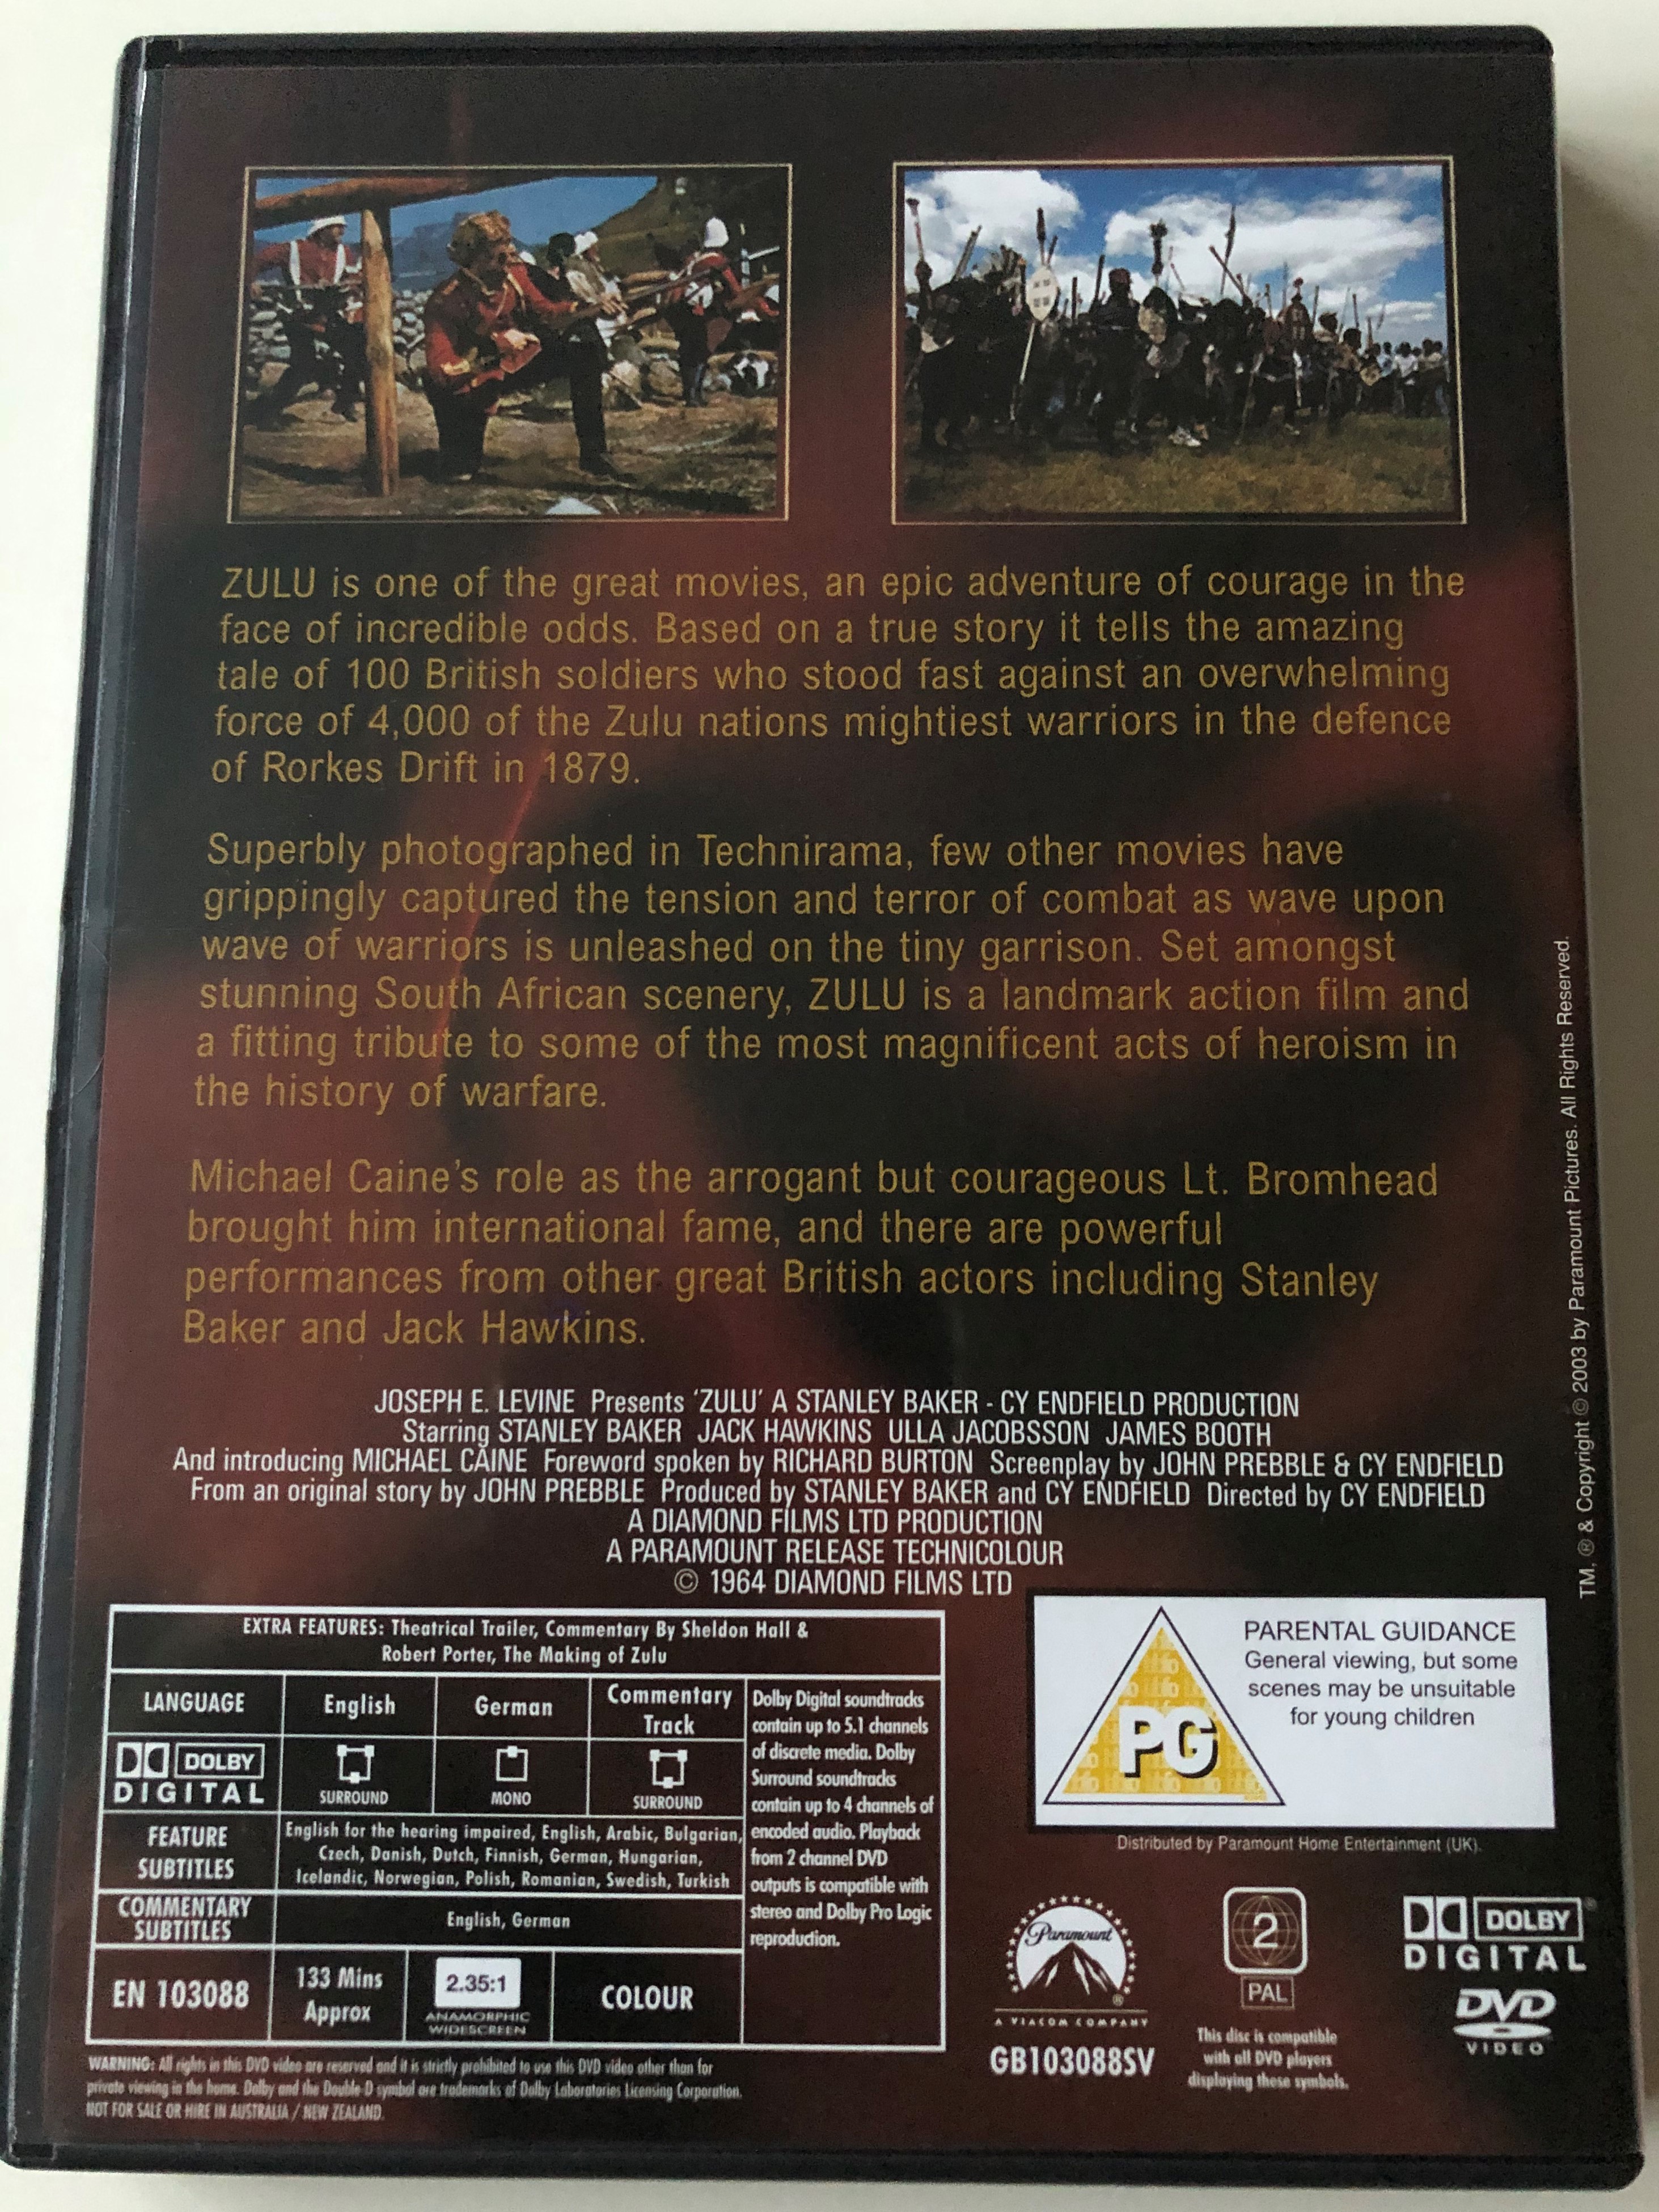 ZULU is one of the great movies, an epic adventure of courage in the
face of incredible odds. Based on a true story it tells the amazing
tale of 100 British soldiers who stood fast against an overwhelming
force of 4,000 of the Zulu nations mightiest warriors in the defence
of Rorkes Drift in 1879.
Superbly photographed in Technirama, few other movies have
grippingly captured the tension and terror of combat as wave upon
wave of warriors is unleashed on the tiny garrison. Set amongst
stunning South African scenery, ZULU is a landmark action film and
a fitting tribute to some of the most magnificent acts of heroism in
the history of warfare.
Michael Caine's role as the arrogant but courageous Lt. Bromhead
brought him international fame, and there are powerful
performances from other great British actors including Stanley
Baker and Jack Hawkins.
JOSEPH E. LEVINE Presents 'ZULU' A STANLEY BAKER - CY ENDFIELD PRODUCTION
Starring STANLEY BAKER JACK HAWKINS ULLA JACOBSSON JAMES BOOTH
And introducing MICHAEL CAINE Foreword spoken by RICHARD BURTON Screenplay by JOHN PREBBLE & CY ENDFIELD
From an original story by JOHN PREBBLE Produced by STANLEY BAKER and CY ENDFIELD Directed by CY ENDFIELD
A DIAMOND FILMS LTD PRODUCTION
A PARAMOUNT RELEASE TECHNICOLOUR
© 1964 DIAMOND FILMS LTD
TM, ® & Copyright © 2003 by Paramount Pictures. All Rights Reserved.
EXTRA FEATURES: Theatrical Trailer, Commentary By Sheldon Hall &
Robert Porter, The Making of Zulu
LANGUAGE
English
German
Commentary
Track
DOLBY
DIGITAL
SURROUND
MONO
SURROUND
FEATURE
SUBTITLES
English for the hearing impaired, English, Arabic, Bulgarian,
Czech, Danish, Dutch, Finnish, German, Hungarian,
Icelandic, Norwegian, Polish, Romanian, Swedish, Turkish
COMMENTARY
SUBTITLES
English, German
EN 103088
133 Mins
Approx
2.35:1
ANAMORPHIC
WIDESCREEN
COLOUR
Dolby Digital soundtracks
contain up to 5.1 channels
of discrete media. Dolby
Surround soundtracks
contain up to 4 channels of
encoded audio. Playback
from 2 channel DVD
outputs is compatible with
stereo and Dolby Pro Logic
reproduction.
WARNING: All rights in this DVD video are reserved and it is strictly prohibited to use this DVD video other than for
private viewing in the home. Dolby and the Double D symbol are trademarks of Dolby Laboratories Licensing Corporation.
NOT FOR SALE OR HIRE IN AUSTRALIA / NEW ZEALAND.
PG
PARENTAL GUIDANCE
General viewing, but some
scenes may be unsuitable
for young children
Distributed by Paramount Home Entertainment (UK).
Paramount
®
A VIACOM COMPANY
GB103088SV
2
PAL
This disc is compatible
with all DVD players
displaying these symbols.
DOLBY ®
DIGITAL
DVD
VIDEO